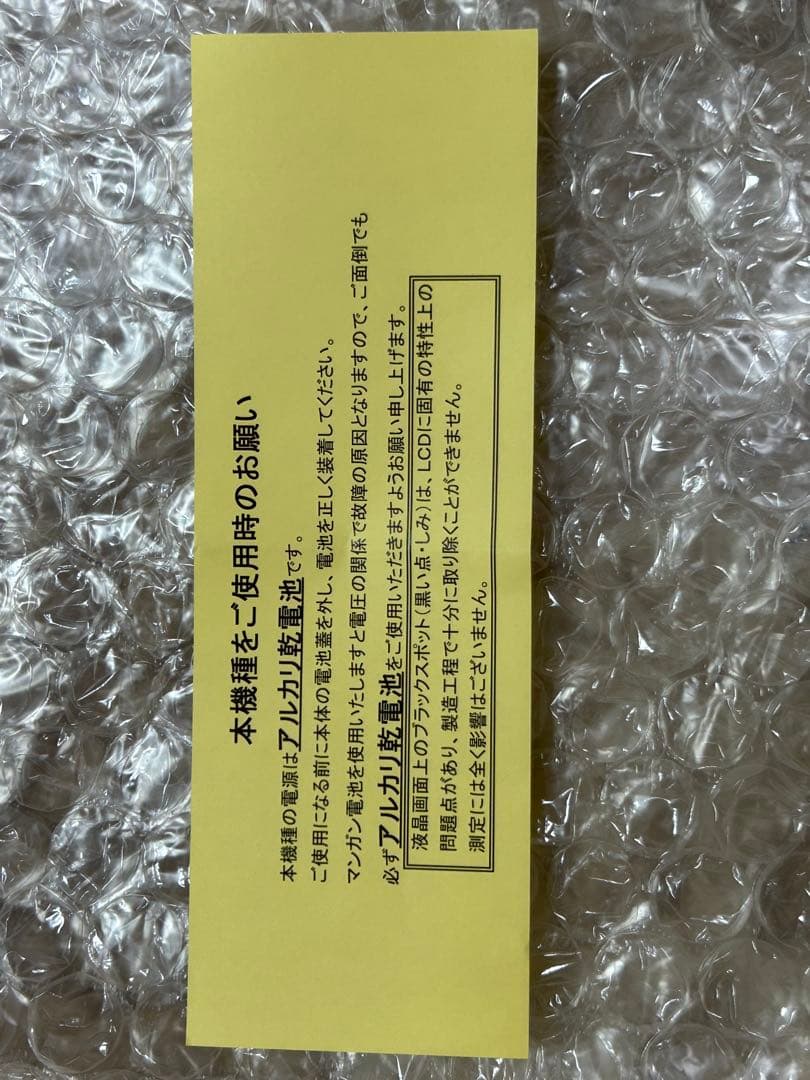 本機種をご使用時のお願い
本機種の電源はアルカリ乾電池です。
ご使用になる前に本体の電池蓋を外し、電池を正しく装着してください。
マンガン電池を使用いたしますと電圧の関係で故障の原因となりますので、ご面倒でも
必ずアルカリ乾電池をご使用いただきますようお願い申し上げます。
液晶画面上のブラックスポット(黒い点・しみ)は、LCDに固有の特性上の
問題点があり、製造工程で十分に取り除くことができません。
測定には全く影響はございません。